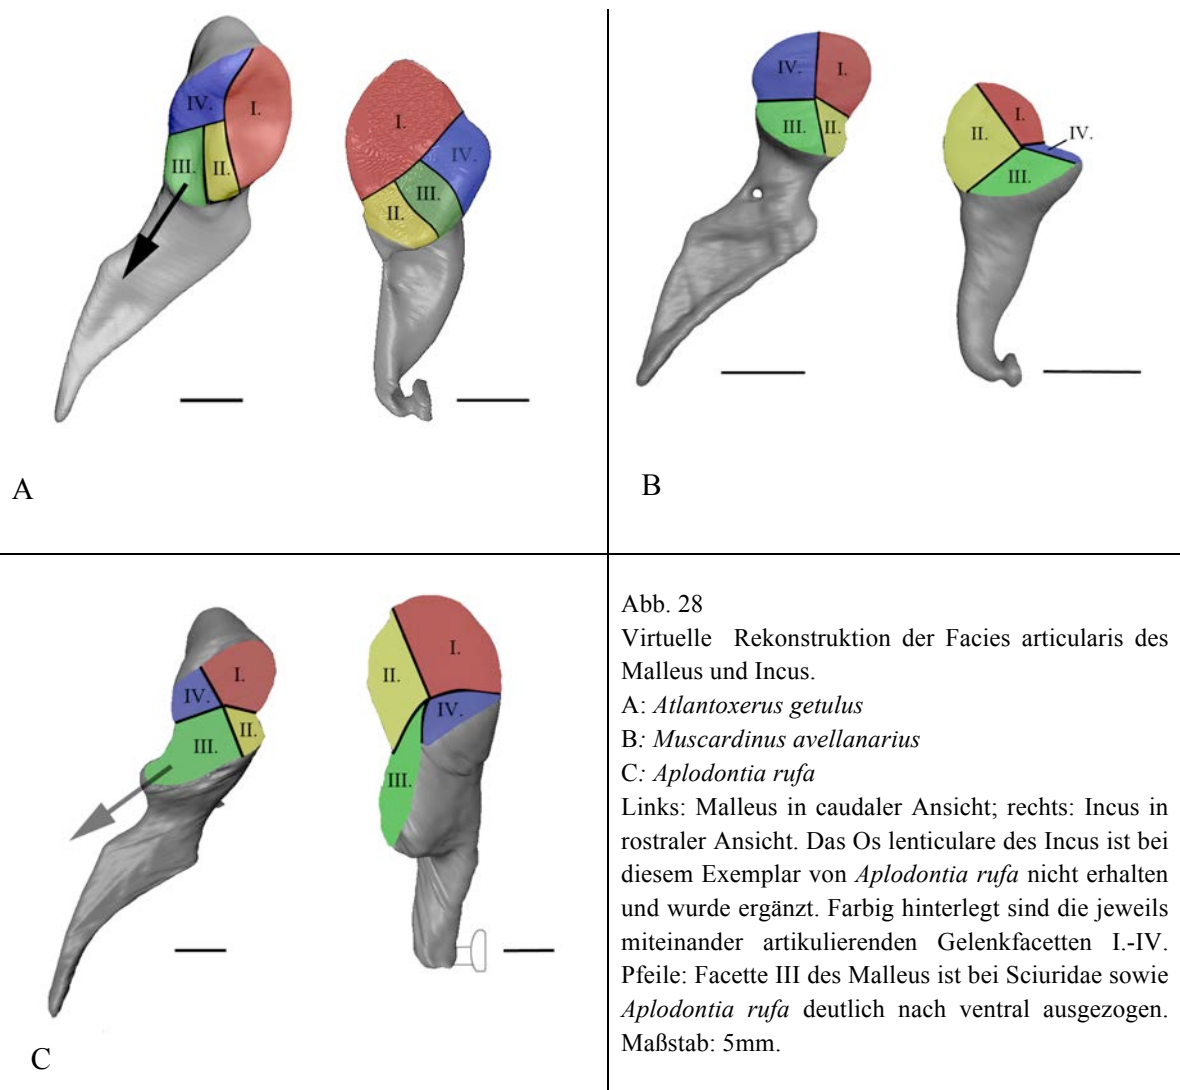 IV.
I.
III.
II.
I.
IV.
III.
II.
A
IV.
I.
III.
II.
I.
II.
IV.
III.
B
I.
IV.
II.
III.
I.
II.
IV.
III.
C
Abb. 28
Virtuelle Rekonstruktion der Facies articularis des
Malleus und Incus.
A: Atlantoxerus getulus
B: Muscardinus avellanarius
C: Aplodontia rufa
Links: Malleus in caudaler Ansicht; rechts: Incus in
rostraler Ansicht. Das Os lenticulare des Incus ist bei
diesem Exemplar von Aplodontia rufa nicht erhalten
und wurde ergänzt. Farbig hinterlegt sind die jeweils
miteinander artikulierenden Gelenkfacetten I.-IV.
Pfeile: Facette III des Malleus ist bei Sciuridae sowie
Aplodontia rufa deutlich nach ventral ausgezogen.
Maßstab: 5mm.